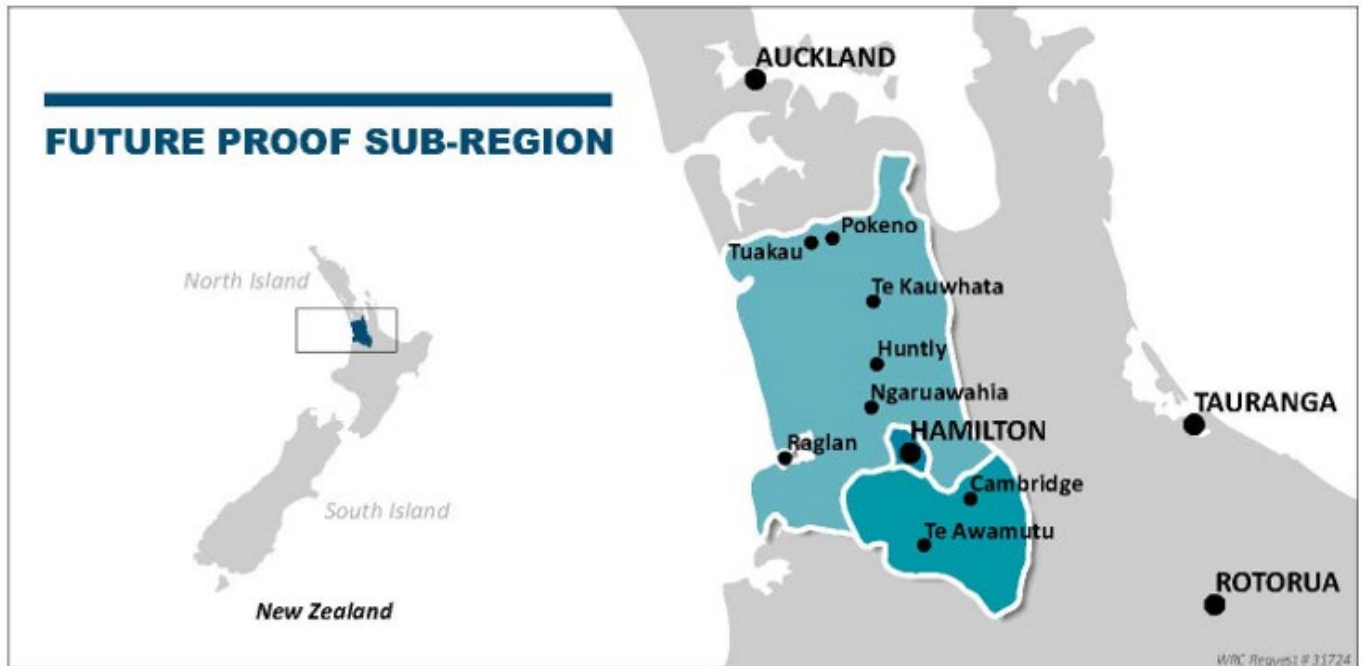 AUCKLAND
FUTURE PROOF SUB-REGION
Pokeno
Tuakau
North Island
Te Kauwhata
Huntly
Ngaruawahia
TAURANGA
HAMILTON
Raglan
Cambridge
South Island
Te Awamutu
ROTORUA
New Zealand
WRC Request # 35724